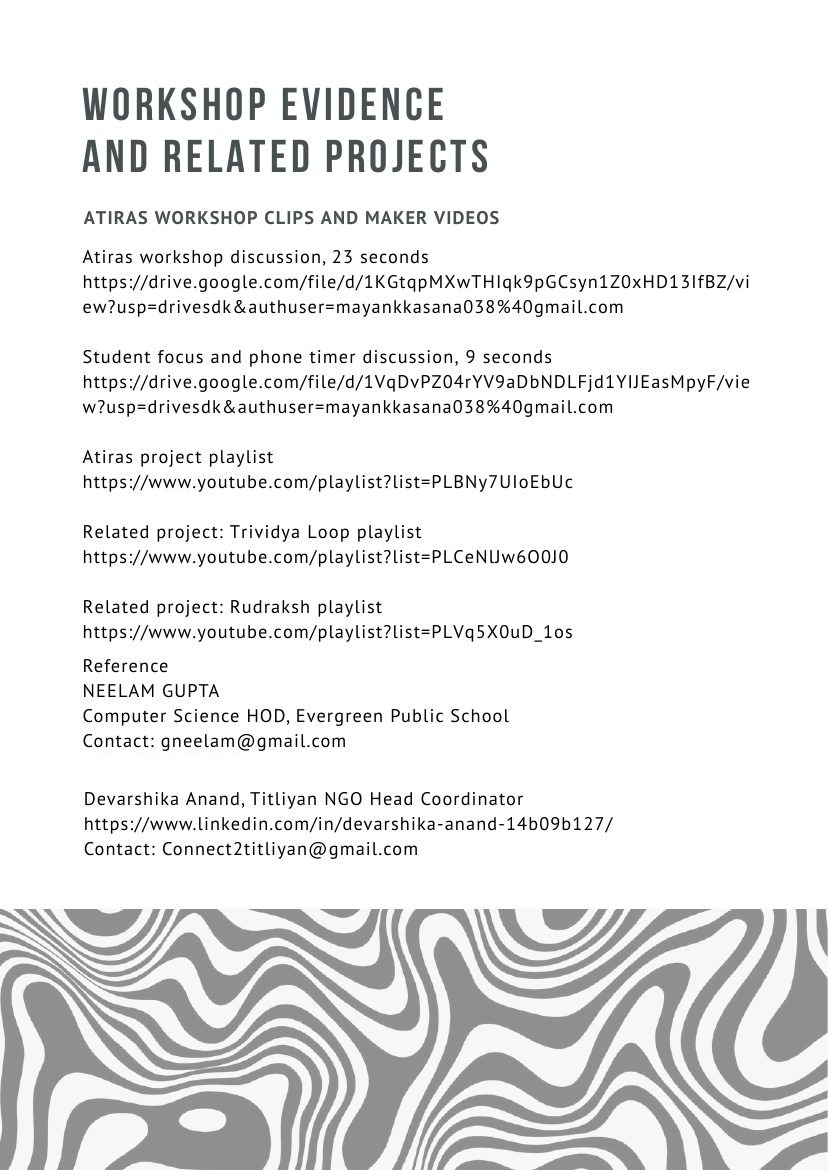 WORKSHOP EVIDENCE
AND RELATED PROJECTS
ATIRAS WORKSHOP CLIPS AND MAKER VIDEOS
Atiras workshop discussion, 23 seconds
https://drive.google.com/file/d/1KGtqpMXwTHIqk9pGCsyn1Z0xHD13IfBZ/vi
ew?usp=drivesdk&authuser=mayankkasana038%40gmail.com
Student focus and phone timer discussion, 9 seconds
https://drive.google.com/file/d/1VqDvPZ04rYV9aDbNDLFjd1YIJEasMpyF/vie
w?usp=drivesdk&authuser=mayankkasana038%40gmail.com
Atiras project playlist
https://www.youtube.com/playlist?list=PLBNy7UIoEbUc
Related project: Trividya Loop playlist
https://www.youtube.com/playlist?list=PLCeNlJw6O0J0
Related project: Rudraksh playlist
https://www.youtube.com/playlist?list=PLVq5X0uD_1os
Reference
NEELAM GUPTA
Computer Science HOD, Evergreen Public School
Contact: gneelam@gmail.com
Devarshika Anand, Titliyan NGO Head Coordinator
https://www.linkedin.com/in/devarshika-anand-14b09b127/
Contact: Connect2titliyan@gmail.com